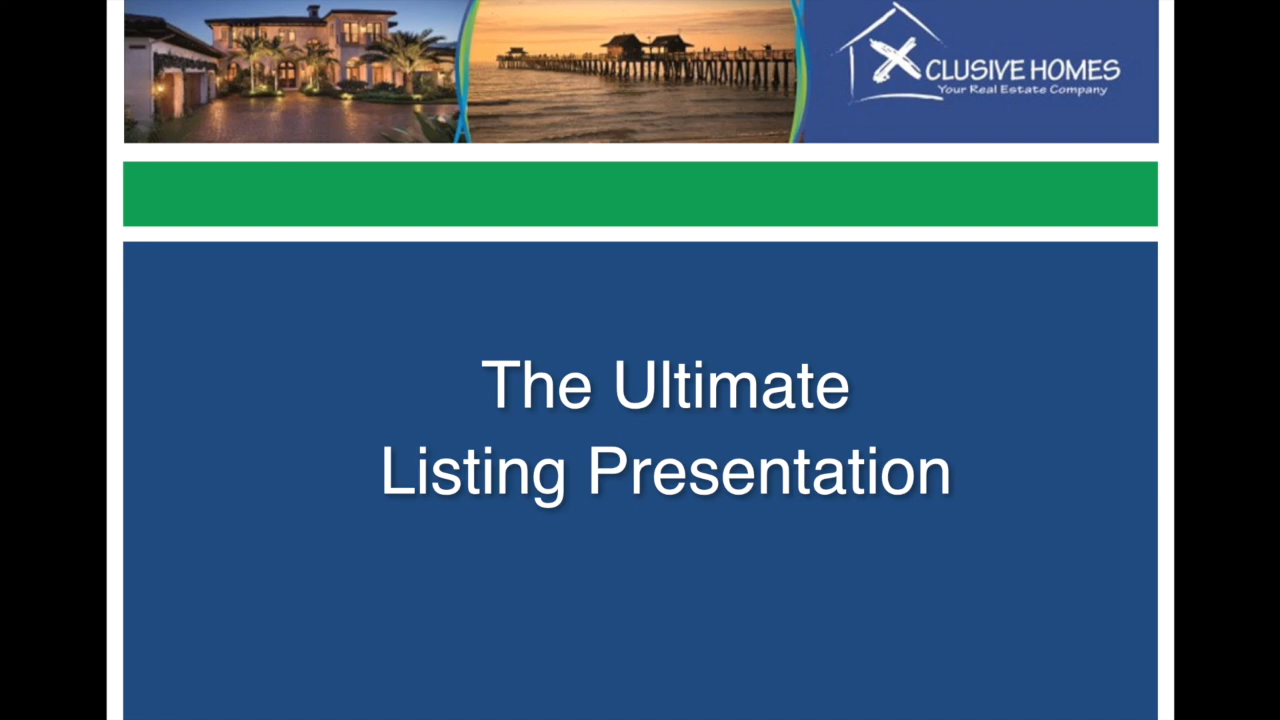 XCLUSIVE HOMES
Your Real Estate Company
The Ultimate
Listing Presentation